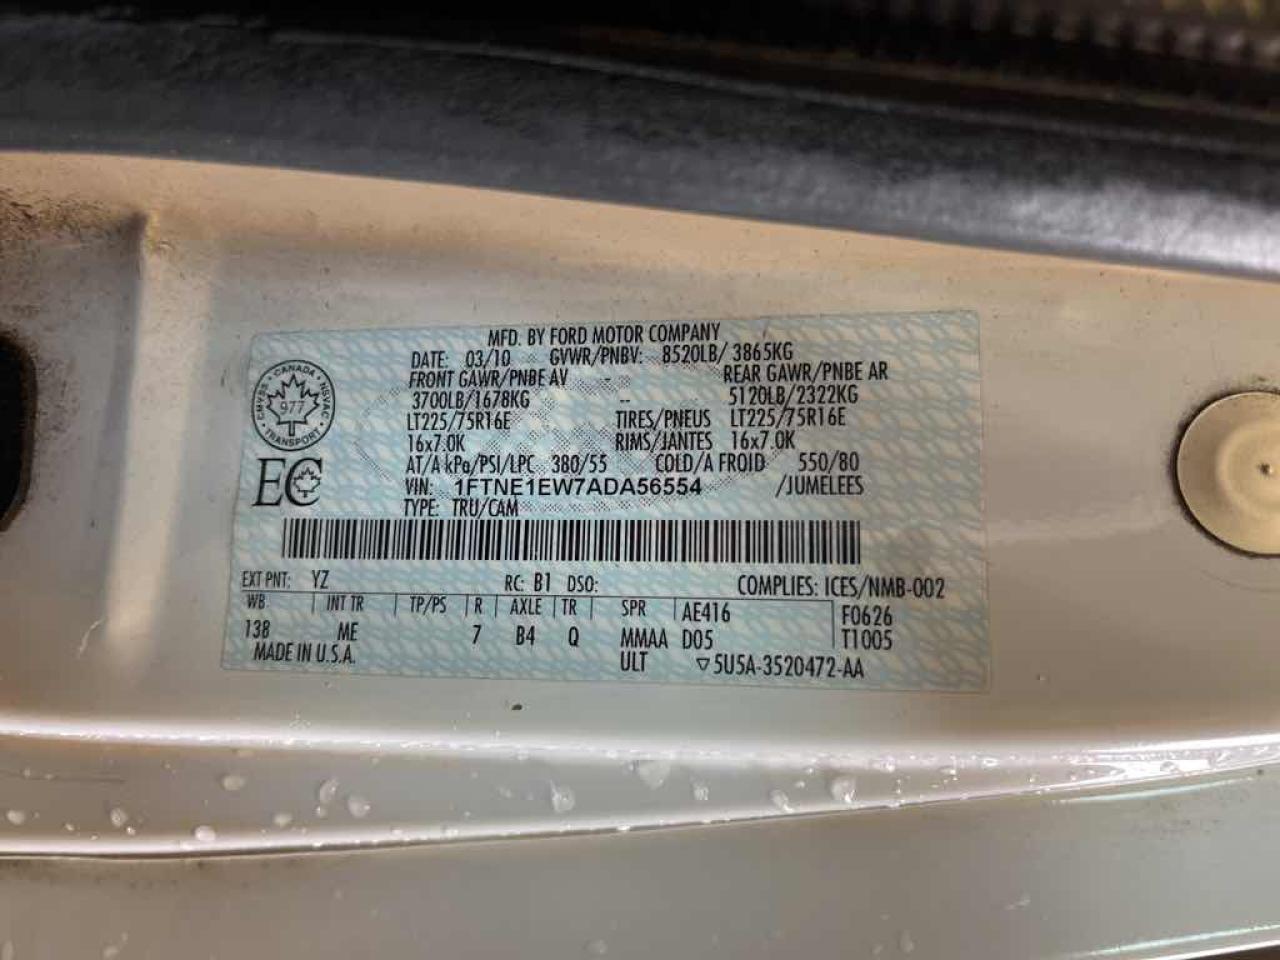 MFD. BY FORD MOTOR COMPANY
DATE: 03/10 GVWR/PNBV: 8520LB/ 3865KG
FRONT GAWR/PNBE AV - REAR GAWR/PNBE AR
3700LB/1678KG -- 5120LB/2322KG
LT225/75R16E TIRES/PNEUS LT225/75R16E
16x7.0K RIMS/JANTES 16x7.0K
AT/A kPa/PSI/LPC 380/55 COLD/A FROID 550/80
VIN: 1FTNE1EW7ADA56554 /JUMELEES
TYPE: TRU/CAM
CANADA
CMVSS NSVAC
977
TRANSPORT
EC
EXT PNT: YZ RC: B1 DSO: COMPLIES: ICES/NMB-002
WB INT TR TP/PS R AXLE TR SPR AE416 F0626
138 ME 7 B4 Q MMAA D05 T1005
MADE IN U.S.A. ULT ▽5U5A-3520472-AA